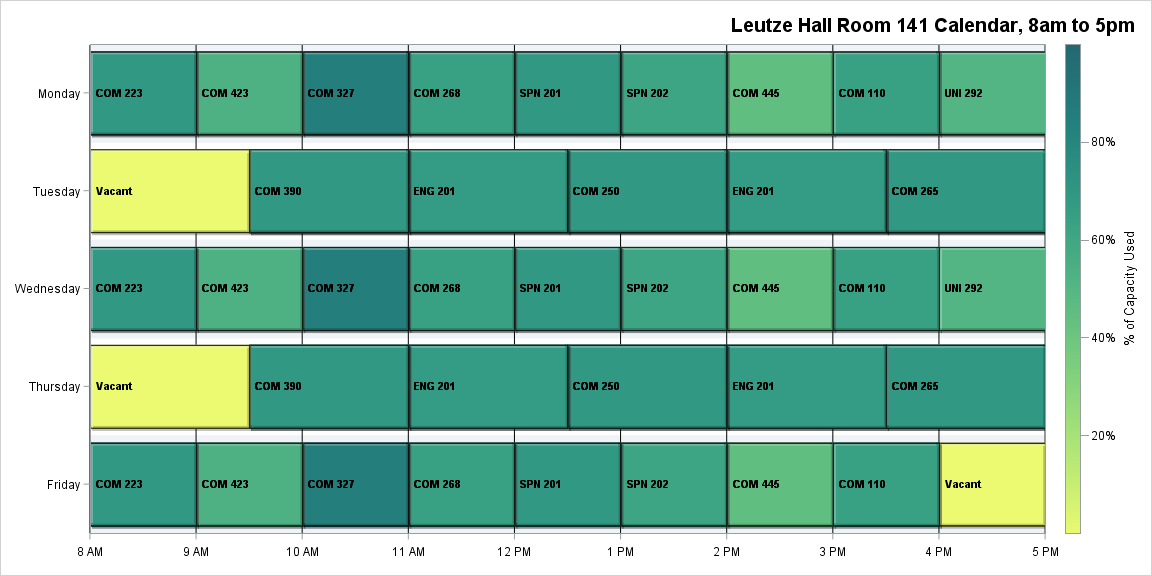 Leutze Hall Room 141 Calendar, 8am to 5pm
Monday COM 223 COM 423 COM 327 COM 268 SPN 201 SPN 202 COM 445 COM 110 UNI 292
80%
Tuesday Vacant COM 390 ENG 201 COM 250 ENG 201 COM 265
60%
% of Capacity Used
Wednesday COM 223 COM 423 COM 327 COM 268 SPN 201 SPN 202 COM 445 COM 110 UNI 292
40%
Thursday Vacant COM 390 ENG 201 COM 250 ENG 201 COM 265
20%
Friday COM 223 COM 423 COM 327 COM 268 SPN 201 SPN 202 COM 445 COM 110 Vacant
8 AM 9 AM 10 AM 11 AM 12 PM 1 PM 2 PM 3 PM 4 PM 5 PM